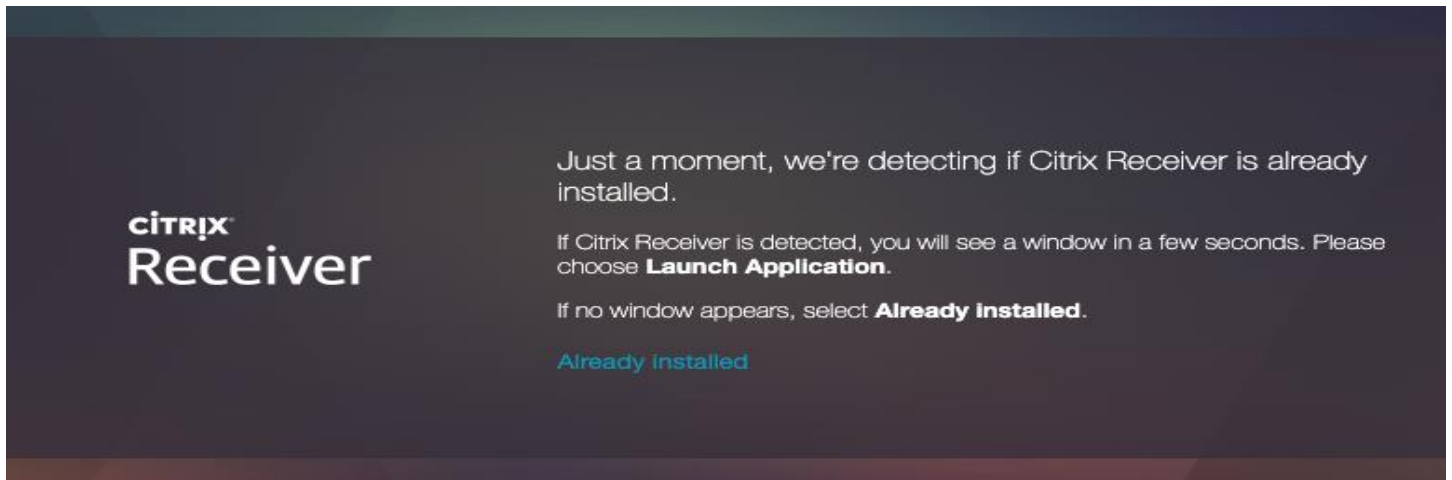 CITRIX
Receiver
Just a moment, we're detecting if Citrix Receiver is already
installed.
If Citrix Receiver is detected, you will see a window in a few seconds. Please
choose Launch Application.
If no window appears, select Already installed.
Already installed